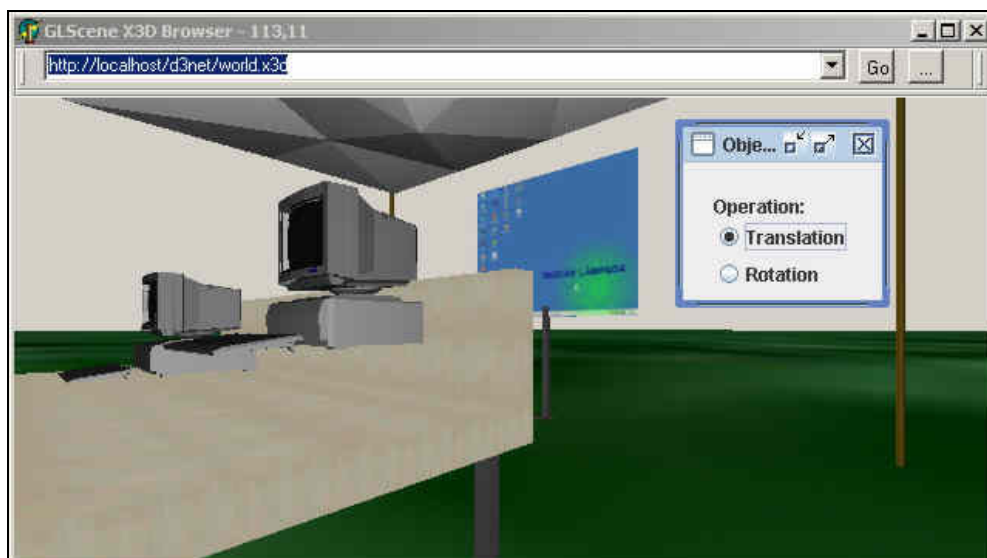 GLScene X3D Browser - 113,11
http://localhost/d3net/world.x3d
Go ...
Obje...
Operation:
Translation
Rotation